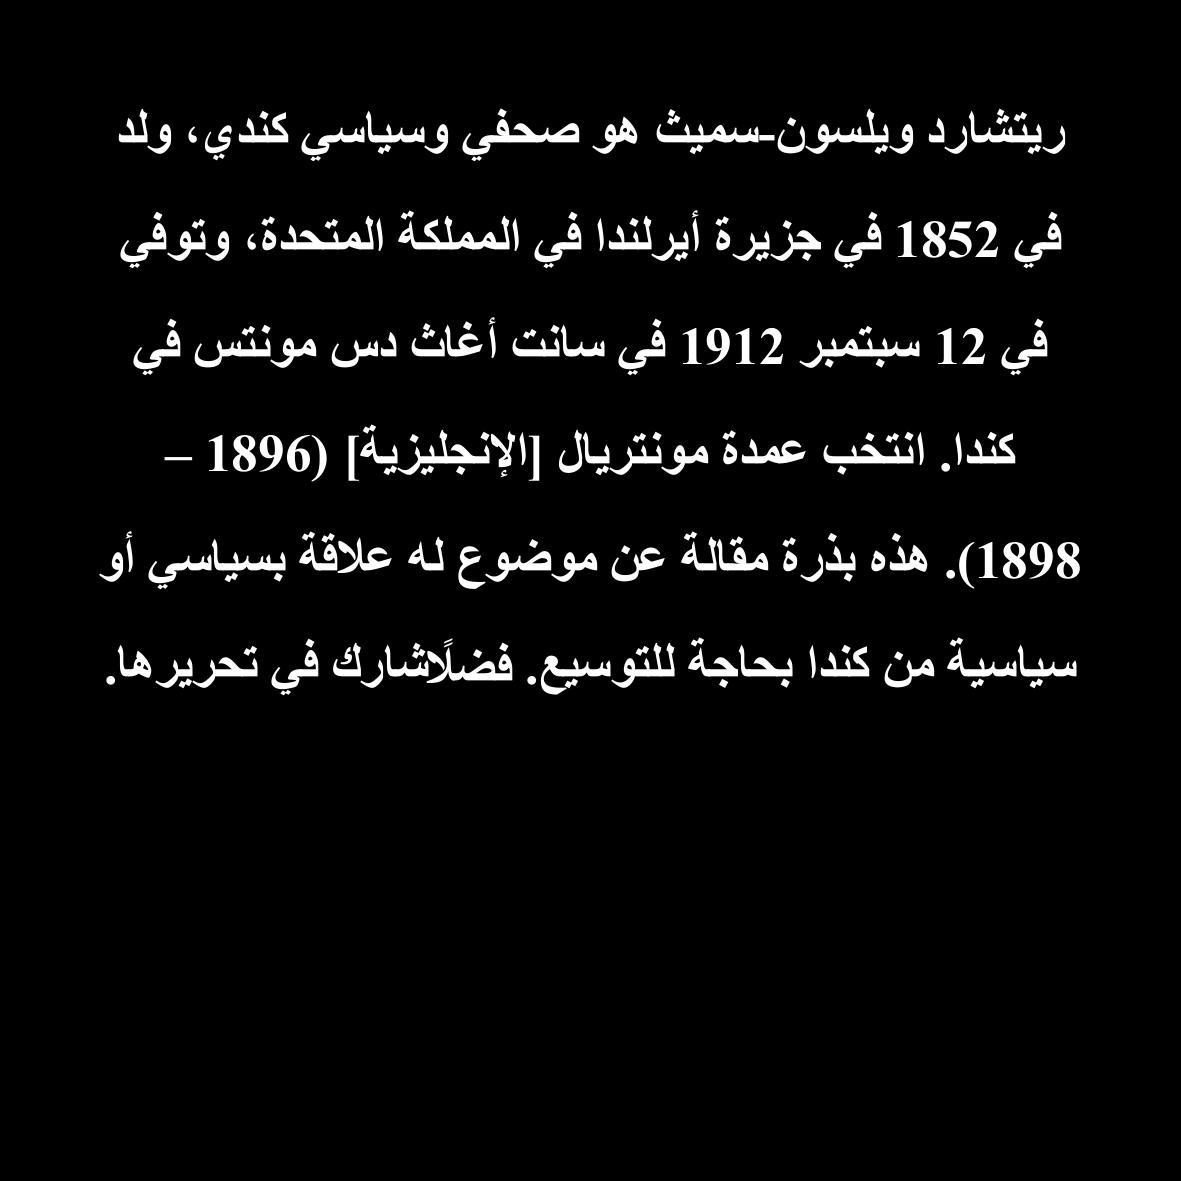 ريتشارد ويلسون-سميث هو صحفي وسياسي كندي، ولد
في 1852 في جزيرة أيرلندا في المملكة المتحدة، وتوفي
في 12 سبتمبر 1912 في سانت أغاث دس مونتس في
كندا. انتخب عمدة مونتريال [الإنجليزية] (1896 –
1898). هذه بذرة مقالة عن موضوع له علاقة بسياسي أو
سياسية من كندا بحاجة للتوسيع. فضلًاشارك في تحريرها.